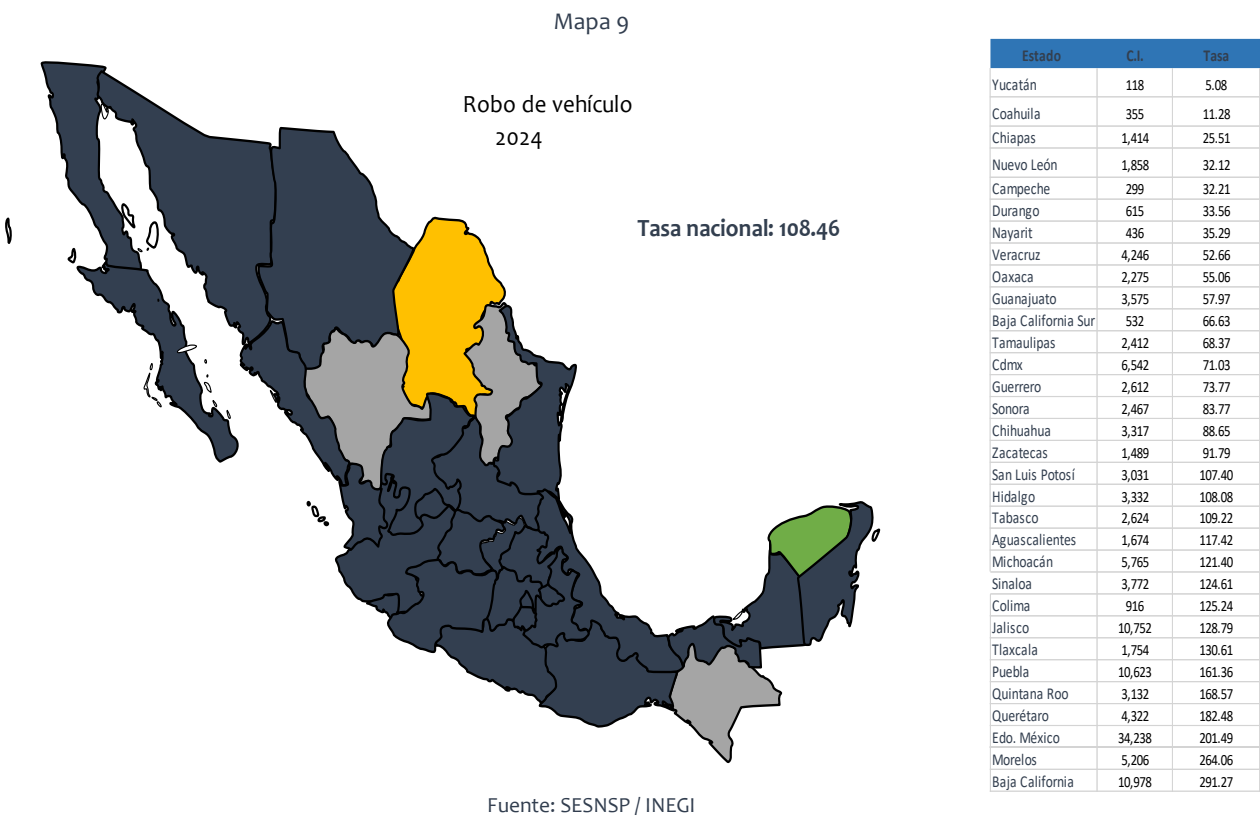 Mapa 9
Robo de vehículo
2024
Tasa nacional: 108.46
Estado C.I. Tasa
Yucatán 118 5.08
Coahuila 355 11.28
Chiapas 1,414 25.51
Nuevo León 1,858 32.12
Campeche 299 32.21
Durango 615 33.56
Nayarit 436 35.29
Veracruz 4,246 52.66
Oaxaca 2,275 55.06
Guanajuato 3,575 57.97
Baja California Sur 532 66.63
Tamaulipas 2,412 68.37
Cdmx 6,542 71.03
Guerrero 2,612 73.77
Sonora 2,467 83.77
Chihuahua 3,317 88.65
Zacatecas 1,489 91.79
San Luis Potosí 3,031 107.40
Hidalgo 3,332 108.08
Tabasco 2,624 109.22
Aguascalientes 1,674 117.42
Michoacán 5,765 121.40
Sinaloa 3,772 124.61
Colima 916 125.24
Jalisco 10,752 128.79
Tlaxcala 1,754 130.61
Puebla 10,623 161.36
Quintana Roo 3,132 168.57
Querétaro 4,322 182.48
Edo. México 34,238 201.49
Morelos 5,206 264.06
Baja California 10,978 291.27
Fuente: SESNSP / INEGI